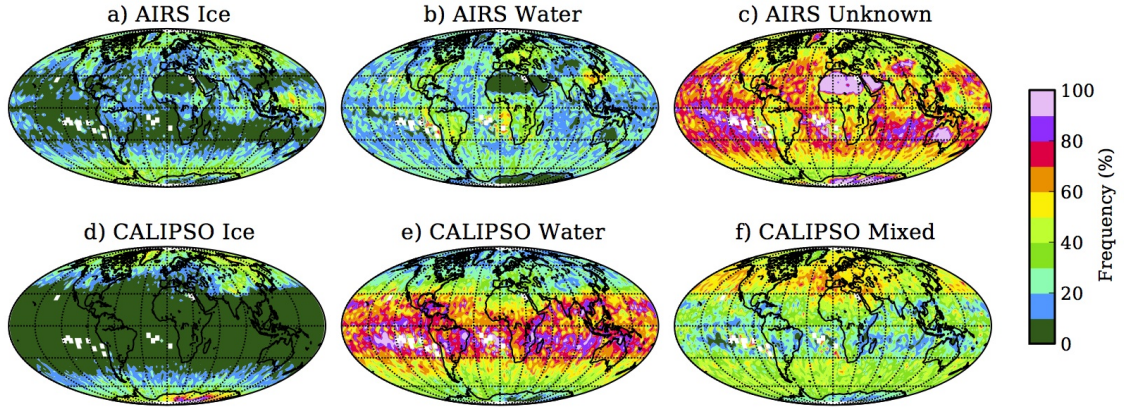 a) AIRS Ice
b) AIRS Water
c) AIRS Unknown
d) CALIPSO Ice
e) CALIPSO Water
f) CALIPSO Mixed
100
80
60
40
20
0
Frequency (%)